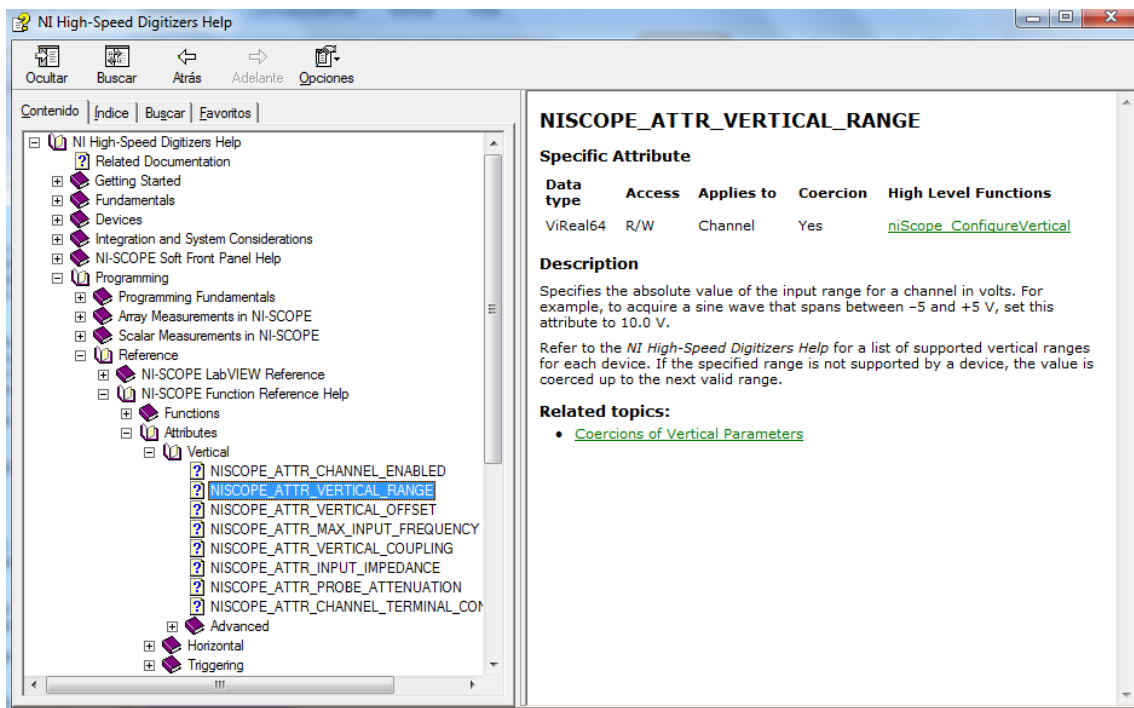 NI High-Speed Digitizers Help
Ocultar Buscar Atrás Adelante Opciones
Contenido Índice Buscar Favoritos
NI High-Speed Digitizers Help
Related Documentation
Getting Started
Fundamentals
Devices
Integration and System Considerations
NI-SCOPE Soft Front Panel Help
Programming
Programming Fundamentals
Array Measurements in NI-SCOPE
Scalar Measurements in NI-SCOPE
Reference
NI-SCOPE LabVIEW Reference
NI-SCOPE Function Reference Help
Functions
Attributes
Vertical
NISCOPE_ATTR_CHANNEL_ENABLED
NISCOPE_ATTR_VERTICAL_RANGE
NISCOPE_ATTR_VERTICAL_OFFSET
NISCOPE_ATTR_MAX_INPUT_FREQUENCY
NISCOPE_ATTR_VERTICAL_COUPLING
NISCOPE_ATTR_INPUT_IMPEDANCE
NISCOPE_ATTR_PROBE_ATTENUATION
NISCOPE_ATTR_CHANNEL_TERMINAL_CON
Advanced
Horizontal
Triggering
NISCOPE_ATTR_VERTICAL_RANGE
Specific Attribute
Data type Access Applies to Coercion High Level Functions
ViReal64 R/W Channel Yes niScope_ConfigureVertical
Description
Specifies the absolute value of the input range for a channel in volts. For
example, to acquire a sine wave that spans between −5 and +5 V, set this
attribute to 10.0 V.
Refer to the NI High-Speed Digitizers Help for a list of supported vertical ranges
for each device. If the specified range is not supported by a device, the value is
coerced up to the next valid range.
Related topics:
• Coercions of Vertical Parameters